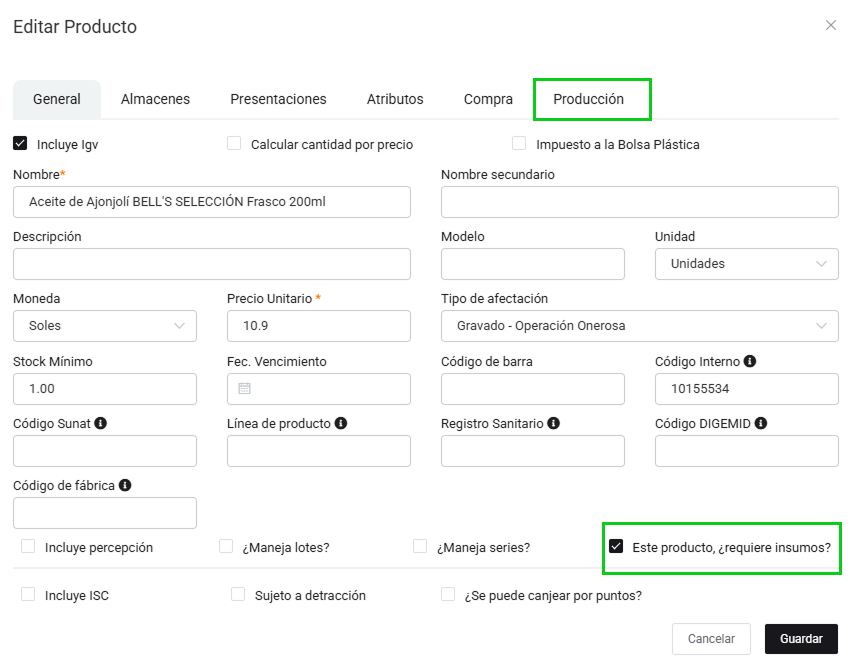 Editar Producto
General Almacenes Presentaciones Atributos Compra Producción
Incluye Igv Calcular cantidad por precio Impuesto a la Bolsa Plástica
Nombre* Nombre secundario
Aceite de Ajonjolí BELL'S SELECCIÓN Frasco 200ml
Descripción Modelo Unidad
Unidades
Moneda Precio Unitario * Tipo de afectación
Soles 10.9 Gravado - Operación Onerosa
Stock Mínimo Fec. Vencimiento Código de barra Código Interno
1.00 10155534
Código Sunat Línea de producto Registro Sanitario Código DIGEMID
Código de fábrica
Incluye percepción ¿Maneja lotes? ¿Maneja series? Este producto, ¿requiere insumos?
Incluye ISC Sujeto a detracción ¿Se puede canjear por puntos?
Cancelar Guardar